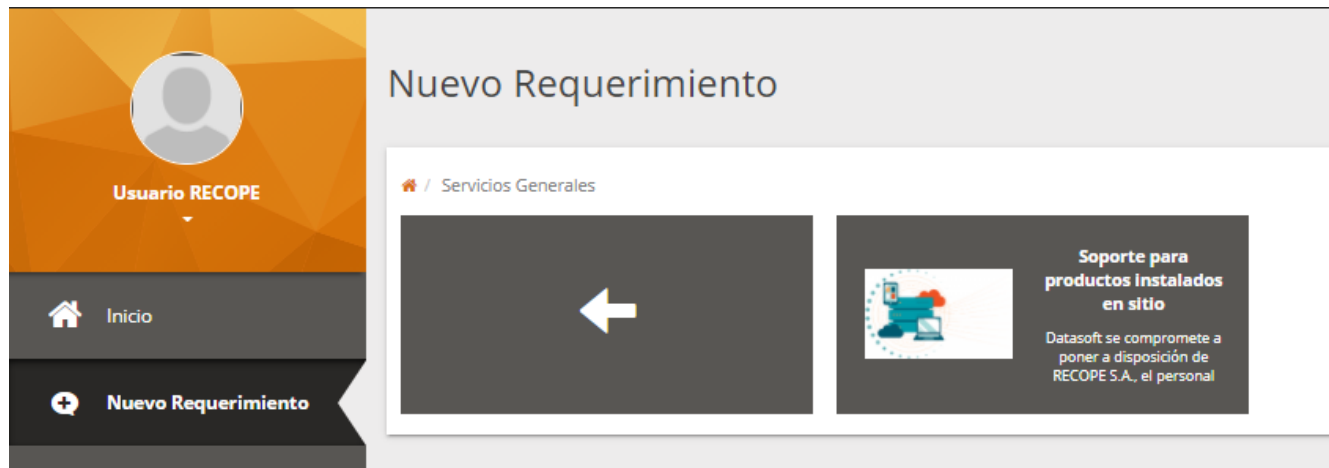 Usuario RECOPE
Inicio
Nuevo Requerimiento
Nuevo Requerimiento
/ Servicios Generales
Soporte para
productos instalados
en sitio
Datasoft se compromete a
poner a disposición de
RECOPE S.A., el personal